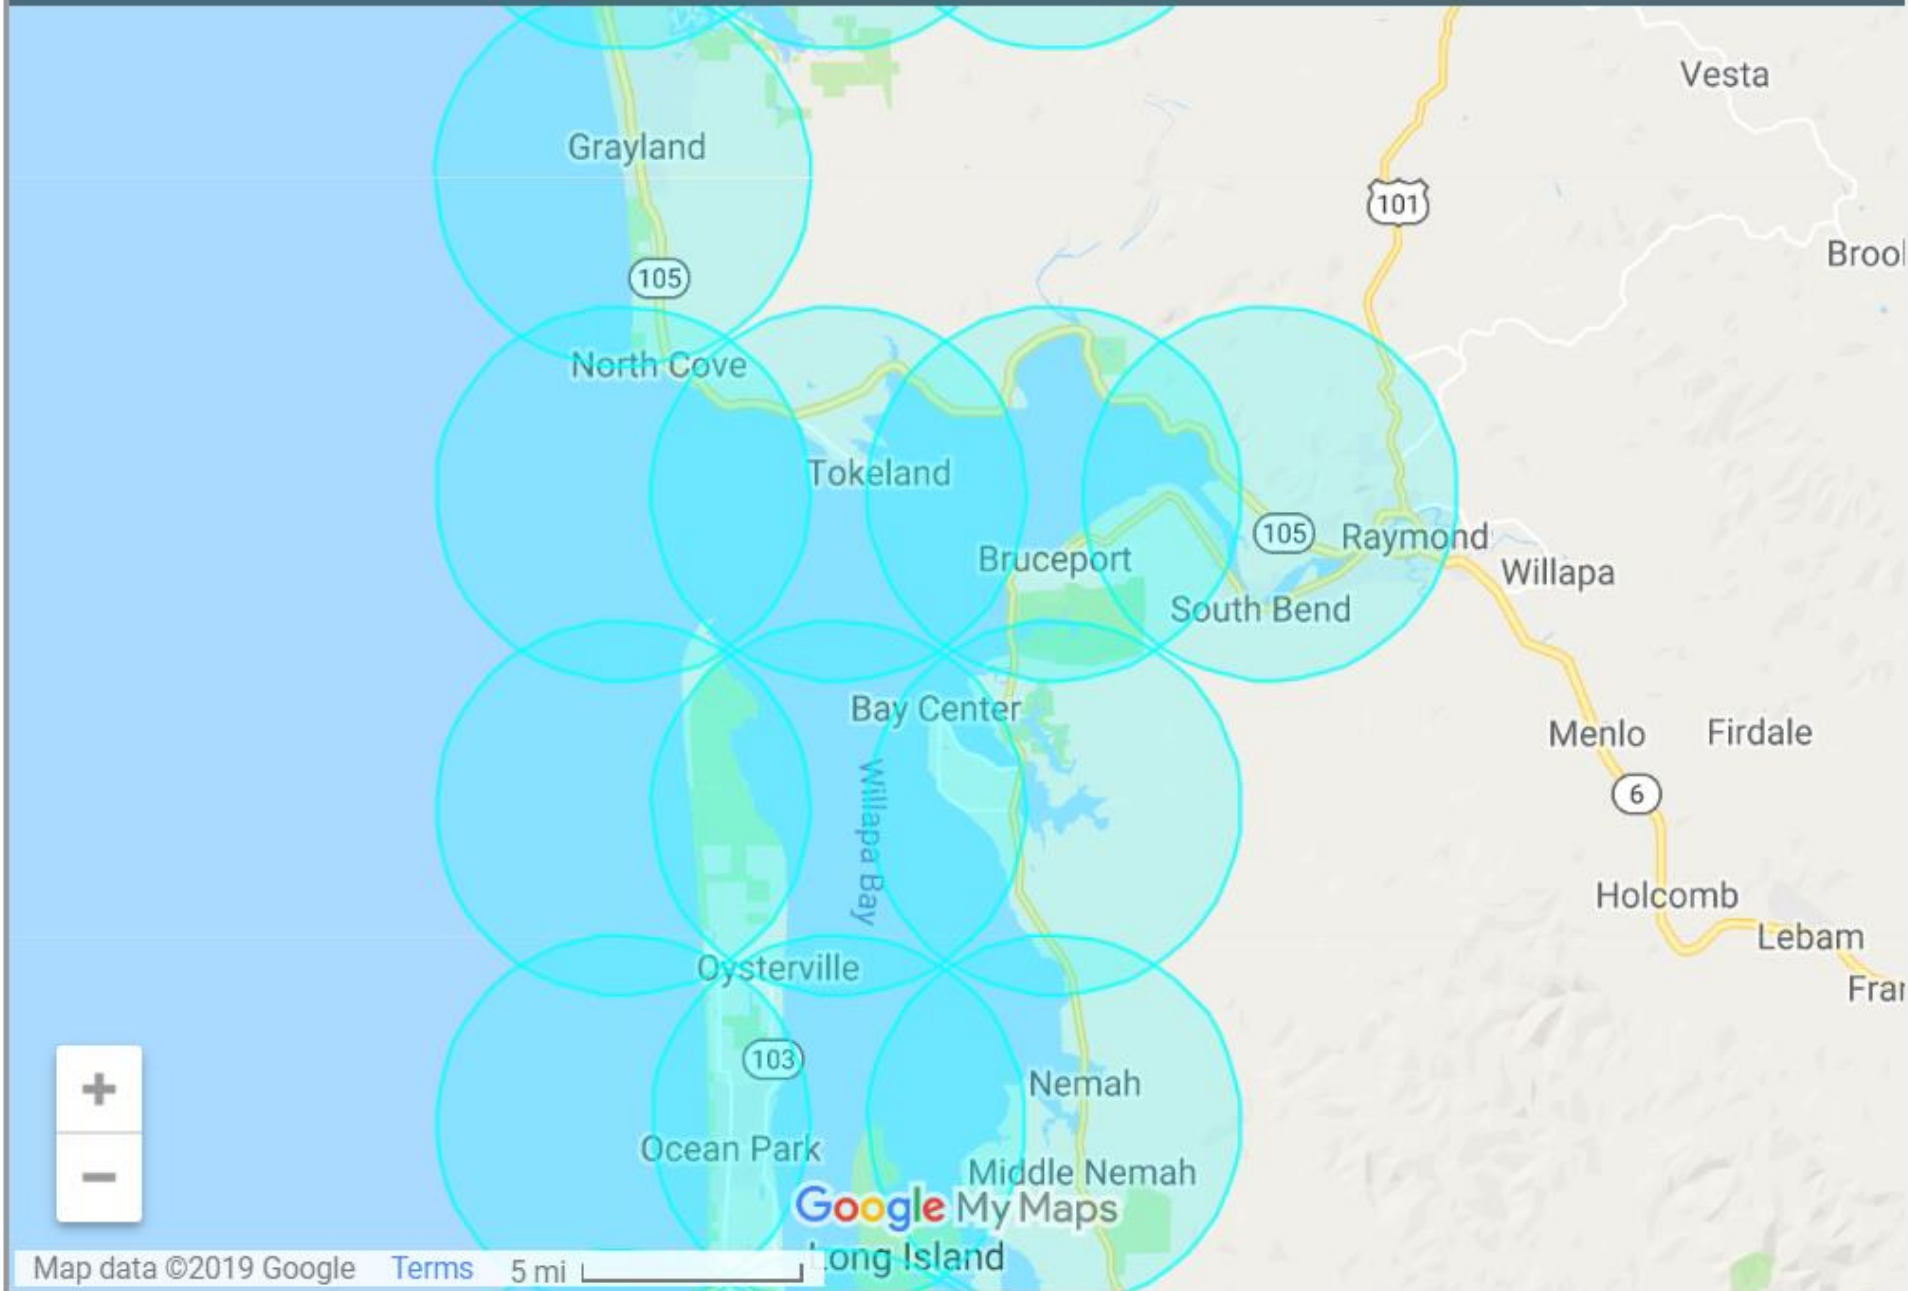 Vesta
Grayland
101
Brool
105
North Cove
Tokeland
105
Raymond
Bruceport
Willapa
South Bend
Bay Center
Menlo
Firdale
Willapa Bay
6
Holcomb
Lebam
Oysterville
Fran
103
Nemah
Ocean Park
Middle Nemah
Google My Maps
Long Island
Map data ©2019 Google Terms 5 mi